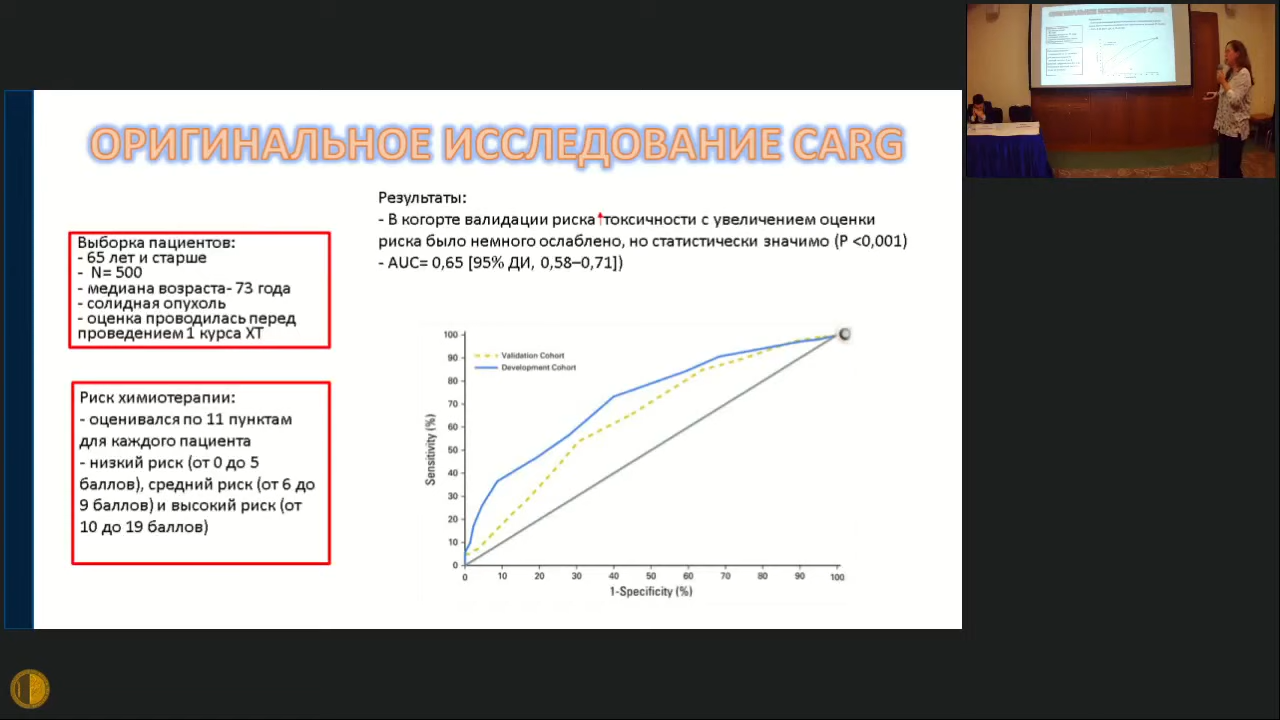 ОРИГИНАЛЬНОЕ ИССЛЕДОВАНИЕ CARG
Выборка пациентов:
- 65 лет и старше
- N= 500
- медиана возраста- 73 года
- солидная опухоль
- оценка проводилась перед
проведением 1 курса ХТ
Риск химиотерапии:
- оценивался по 11 пунктам
для каждого пациента
- низкий риск (от 0 до 5
баллов), средний риск (от 6 до
9 баллов) и высокий риск (от
10 до 19 баллов)
Результаты:
- В когорте валидации риска↑токсичности с увеличением оценки
риска было немного ослаблено, но статистически значимо (P <0,001)
- AUC= 0,65 [95% ДИ, 0,58–0,71])
Validation Cohort
Development Cohort
Sensitivity (%)
100
90
80
70
60
50
40
30
20
10
0
0 10 20 30 40 50 60 70 80 90 100
1-Specificity (%)
ОРИГИНАЛЬНОЕ ИССЛЕДОВАНИЕ CARG